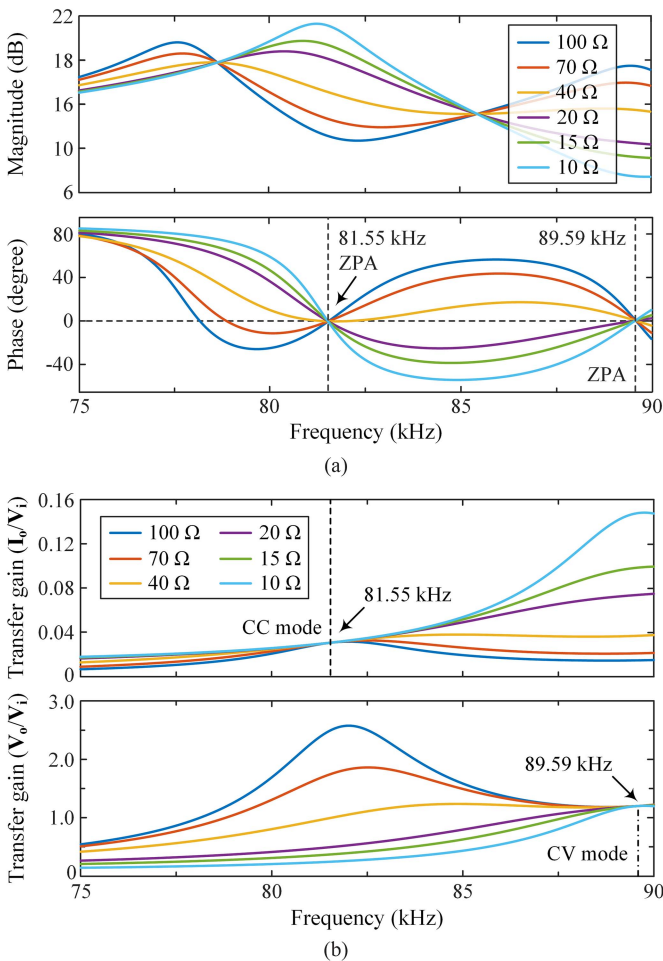 22
18
16
10
6
Magnitude (dB)
100 Ω
70 Ω
40 Ω
20 Ω
15 Ω
10 Ω
80
40
0
-40
Phase (degree)
81.55 kHz
ZPA
89.59 kHz
ZPA
75
80
85
90
Frequency (kHz)
(a)
0.16
0.12
0.08
0.04
0
Transfer gain (Io/Vi)
100 Ω
70 Ω
40 Ω
20 Ω
15 Ω
10 Ω
CC mode
81.55 kHz
3.0
2.0
1.0
0
Transfer gain (Vo/Vi)
89.59 kHz
CV mode
75
80
85
90
Frequency (kHz)
(b)